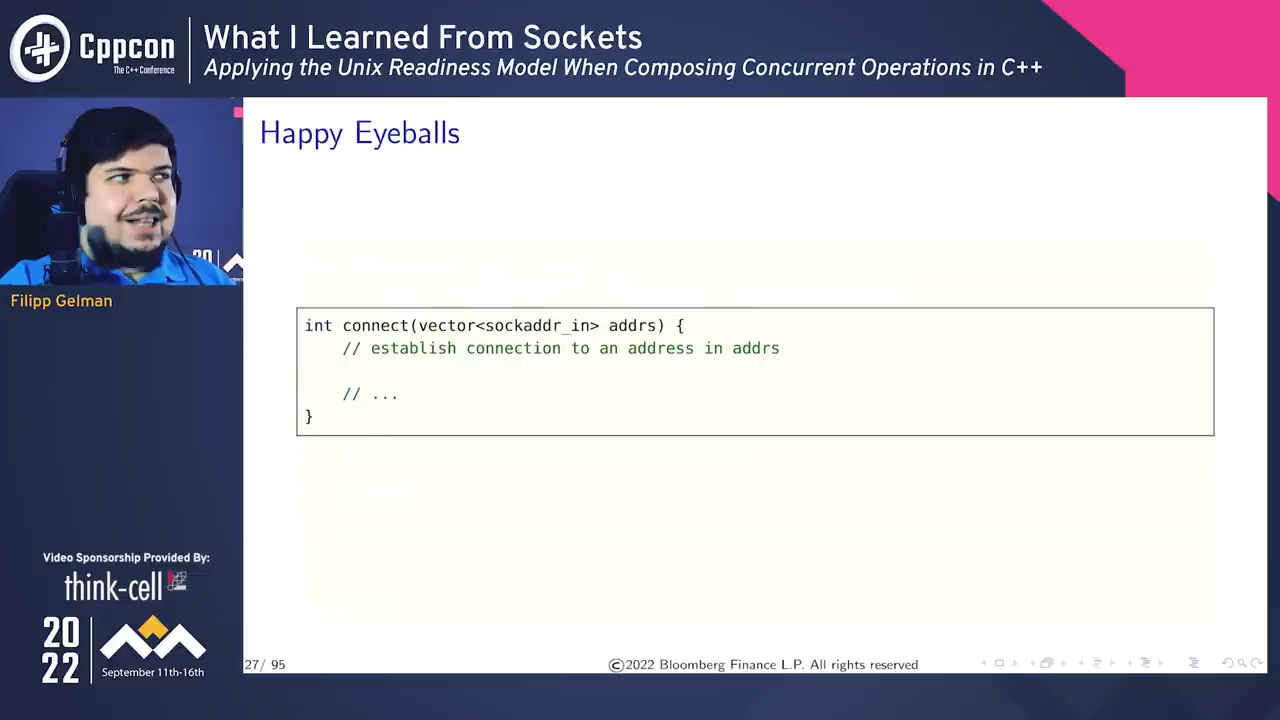 Cppcon
The C++ Conference
What I Learned From Sockets
Applying the Unix Readiness Model When Composing Concurrent Operations in C++
Happy Eyeballs
Filipp Gelman
int connect(vector<sockaddr_in> addrs) {
// establish connection to an address in addrs
// ...
}
Video Sponsorship Provided By:
think-cell
20
22
September 11th-16th
27/ 95
©2022 Bloomberg Finance L.P. All rights reserved